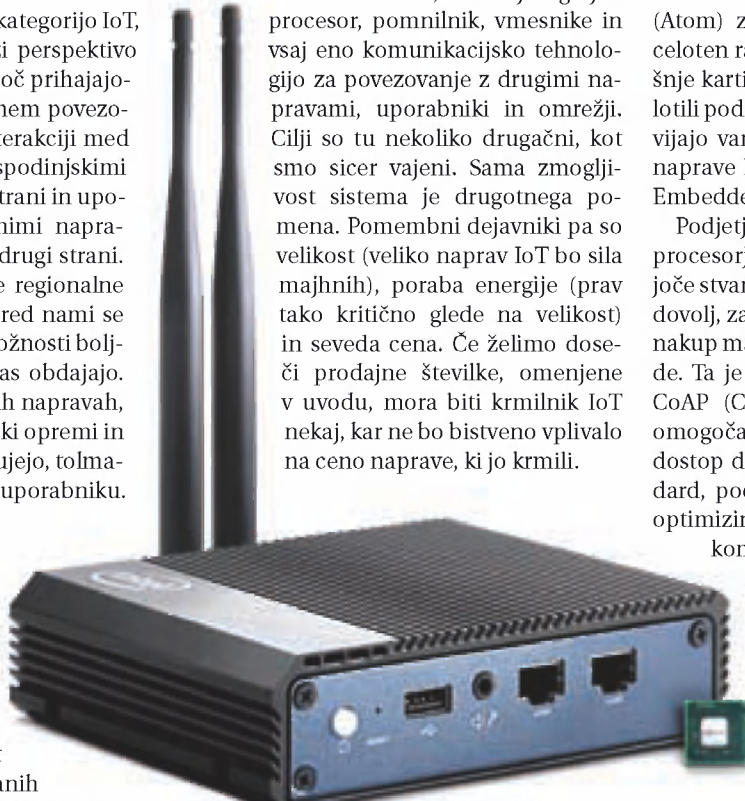 kategorijo IoT,
perspektivo
oč prihajajo-
nem povezo-
terakciji med
spodinjskimi
trani in upo-
nimi napra-
drugi strani.
e regionalne
red nami se
ožnosti bolj-
as obdajajo.
ih napravah,
ki opremi in
ujejo, tolma-
uporabniku.
anih
procesor, pomnilnik, vmesnike in
vsaj eno komunikacijsko tehnolo-
gijo za povezovanje z drugimi na-
pravami, uporabniki in omrežji.
Cilji so tu nekoliko drugačni, kot
smo sicer vajeni. Sama zmoglji-
vost sistema je drugotnega po-
mena. Pomembni dejavniki pa so
velikost (veliko naprav IoT bo sila
majhnih), poraba energije (prav
tako kritično glede na velikost)
in seveda cena. Če želimo dose-
či prodajne številke, omenjene
v uvodu, mora biti krmilnik IoT
nekaj, kar ne bo bistveno vplivalo
na ceno naprave, ki jo krmili.
(Atom) z
celoten ra
šnje karti
lotili pod
vijajo van
naprave
Embedde
Podjetj
procesorj
joče stvar
dovolj, za
nakup ma
de. Ta je
CoAP (C
omogoča
dostop d
dard, poo
optimizin
kon